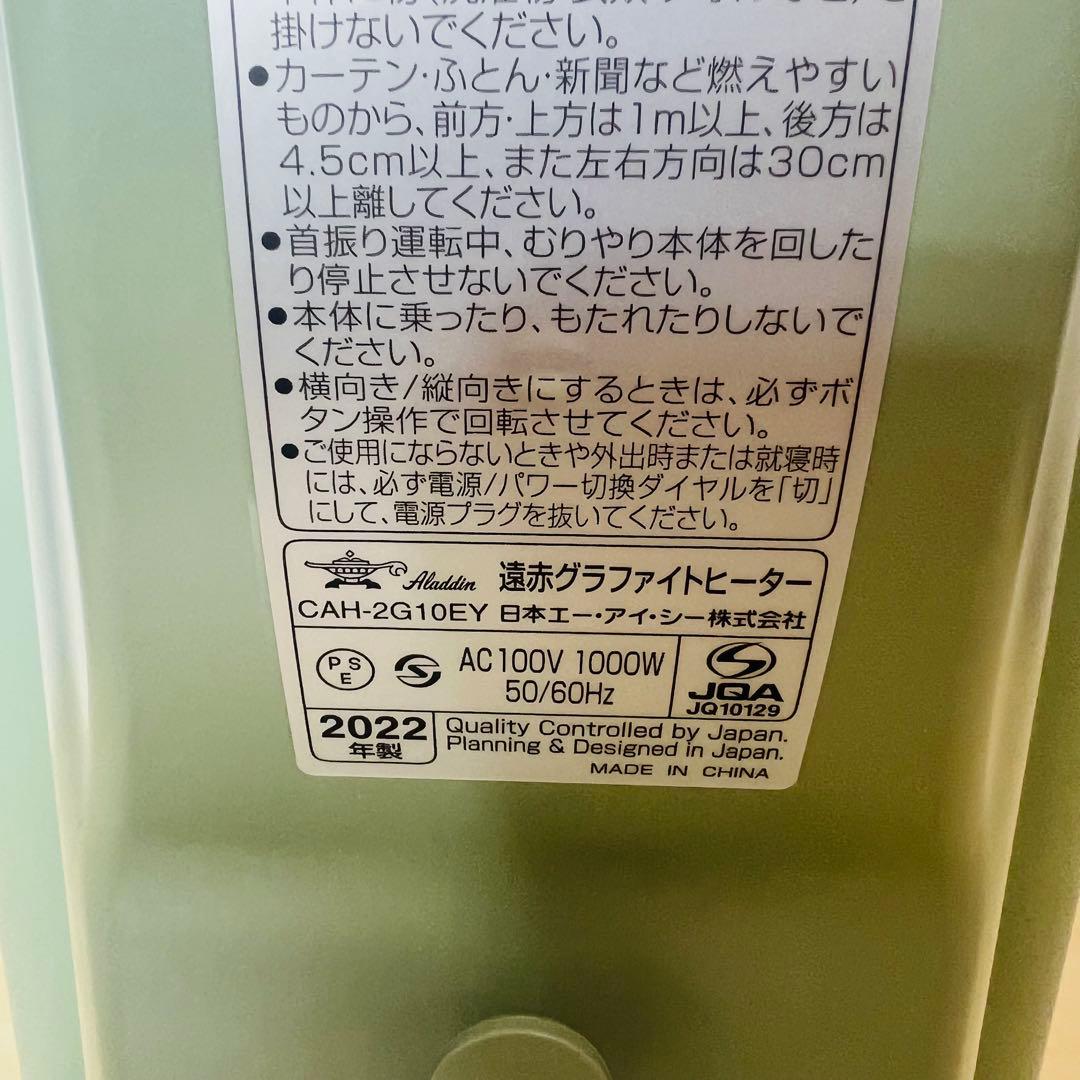 掛けないでください。
●カーテン・ふとん・新聞など燃えやすい
ものから、前方・上方は1m以上、後方は
4.5cm以上、また左右方向は30cm
以上離してください。
●首振り運転中、むりやり本体を回した
り停止させないでください。
●本体に乗ったり、もたれたりしないで
ください。
●横向き/縦向きにするときは、必ずボ
タン操作で回転させてください。
●ご使用にならないときや外出時または就寝時
には、必ず電源/パワー切換ダイヤルを「切」
にして、電源プラグを抜いてください。
Aladdin 遠赤グラファイトヒーター
CAH-2G10EY 日本エー・アイ・シー株式会社
PSE S AC100V 1000W
50/60Hz
JQA
JQ10129
2022
年製
Quality Controlled by Japan.
Planning & Designed in Japan.
MADE IN CHINA